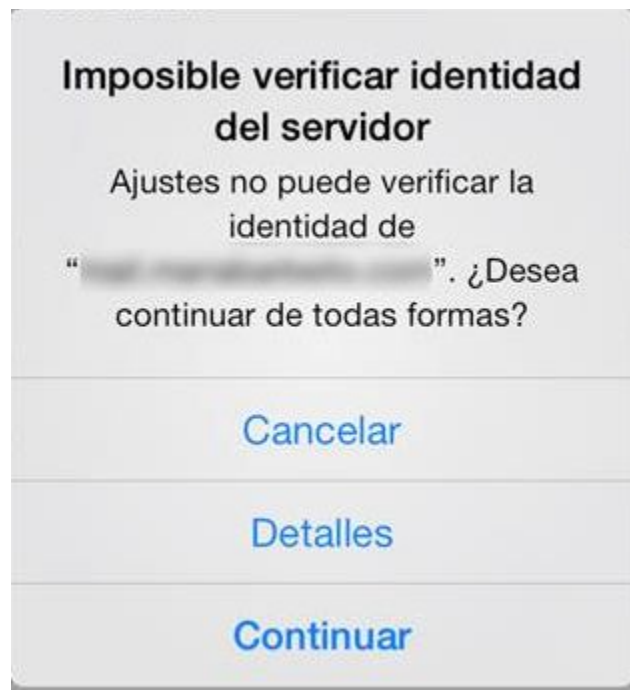 Imposible verificar identidad
del servidor
Ajustes no puede verificar la
identidad de
“ ”. ¿Desea
continuar de todas formas?
Cancelar
Detalles
Continuar